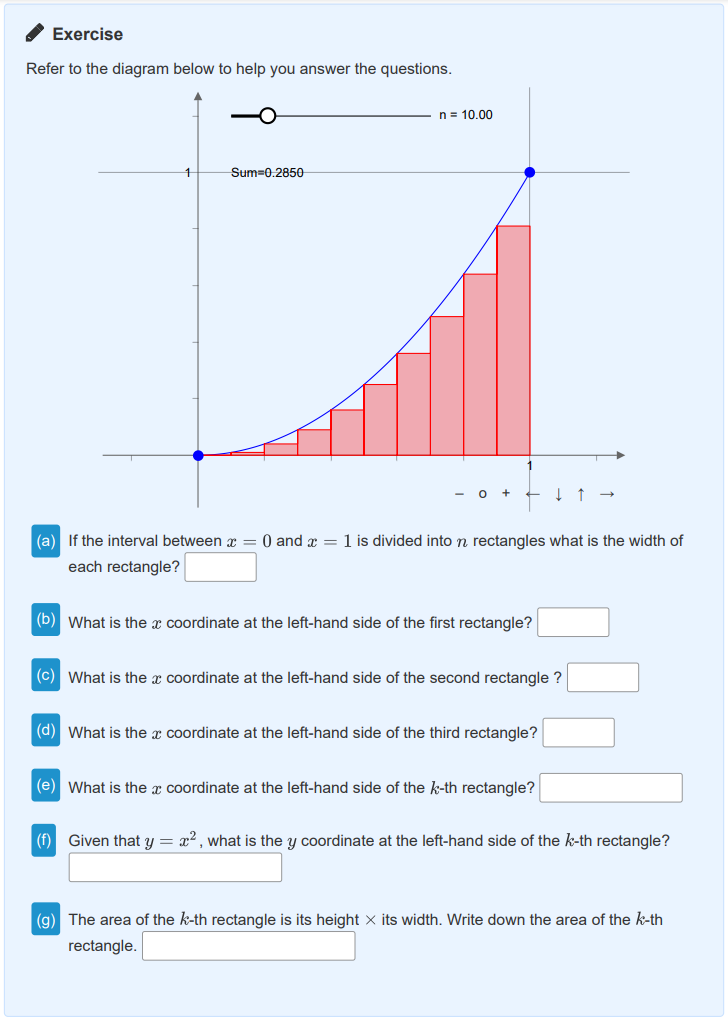 Exercise
Refer to the diagram below to help you answer the questions.
n = 10.00
1
Sum=0.2850
1
− o + ← ↓ ↑ →
(a) If the interval between x = 0 and x = 1 is divided into n rectangles what is the width of
each rectangle?
(b) What is the x coordinate at the left-hand side of the first rectangle?
(c) What is the x coordinate at the left-hand side of the second rectangle ?
(d) What is the x coordinate at the left-hand side of the third rectangle?
(e) What is the x coordinate at the left-hand side of the k-th rectangle?
(f) Given that y = x², what is the y coordinate at the left-hand side of the k-th rectangle?
(g) The area of the k-th rectangle is its height × its width. Write down the area of the k-th
rectangle.